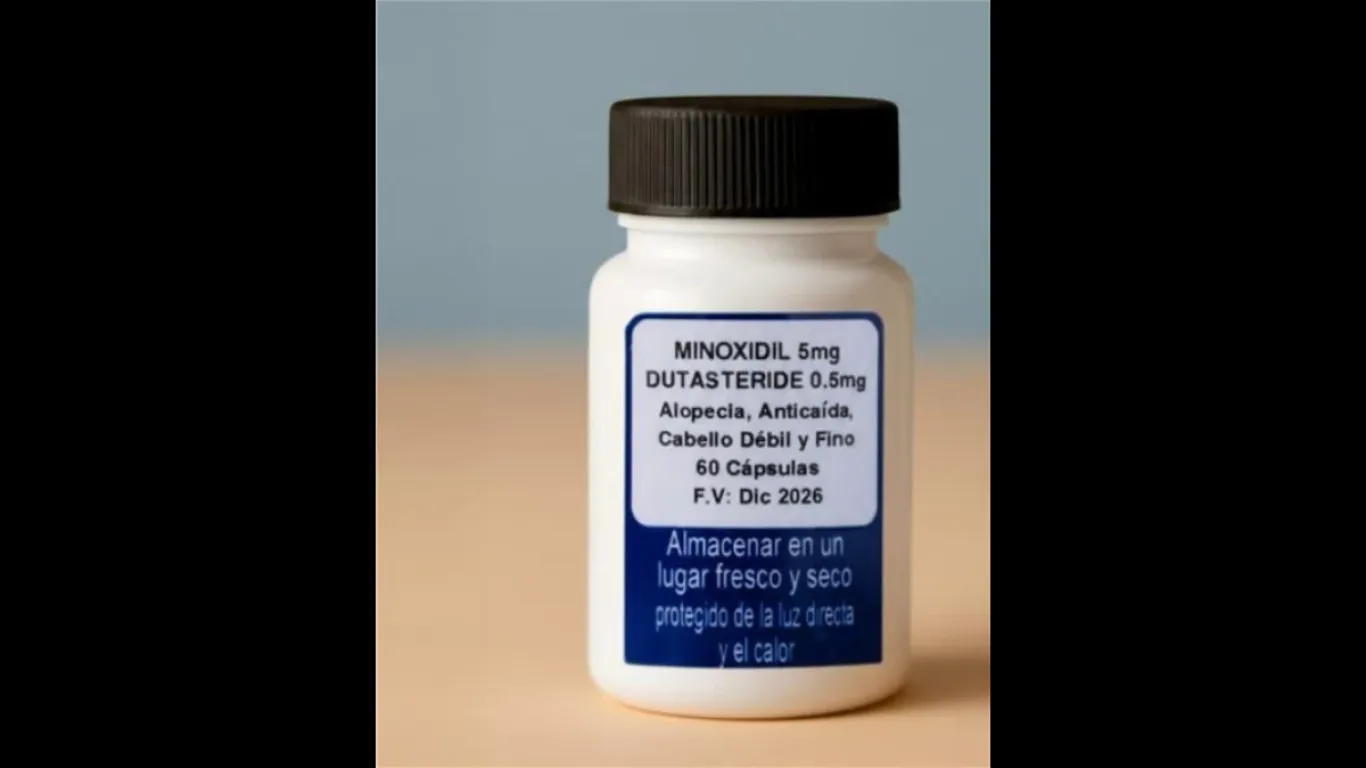 MINOXIDIL 5mg
DUTASTERIDE 0.5mg
Alopecia, Anticaída,
Cabello Débil y Fino
60 Cápsulas
F.V: Dic 2026
Almacenar en un
lugar fresco y seco
protegido de la luz directa
y el calor